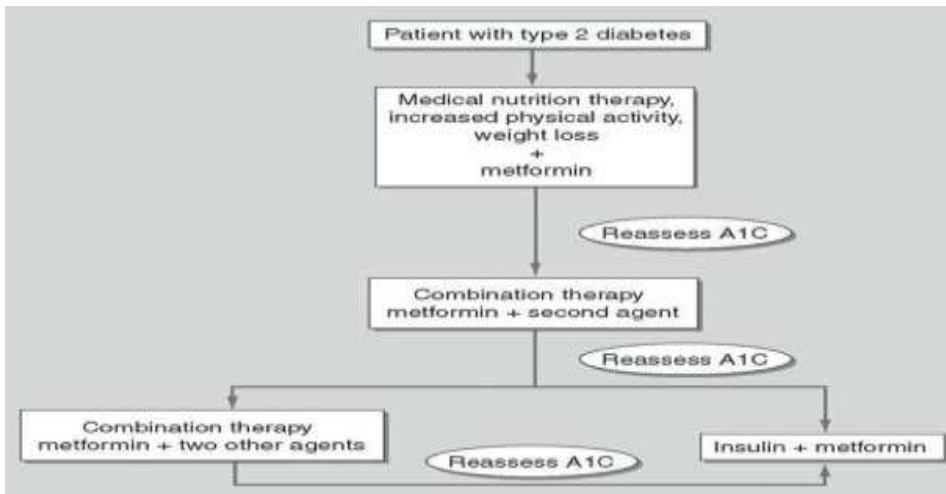 Patient with type 2 diabetes
Medical nutrition therapy,
increased physical activity,
weight loss
+
metformin
Reassess A1C
Combination therapy
metformin + second agent
Reassess A1C
Combination therapy
metformin + two other agents
Insulin + metformin
Reassess A1C